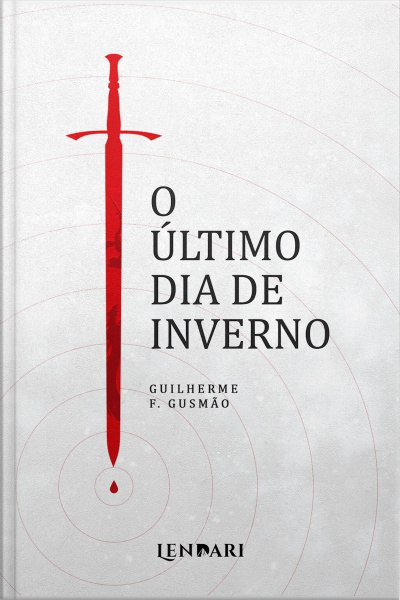 O
ÚLTIMO
DIA DE
INVERNO
GUILHERME
F. GUSMÃO
LENDARI